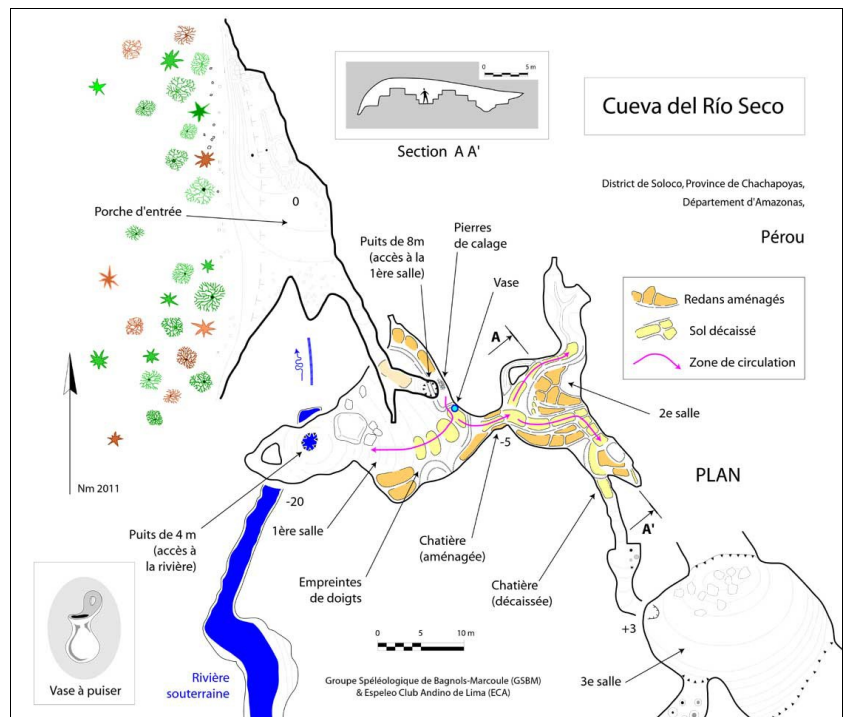 0 5 m
Section A A'
Cueva del Río Seco
District de Soloco, Province de Chachapoyas,
Département d'Amazonas,
Pérou
0
Porche d'entrée
Puits de 8m
(accès à la
1ère salle)
Pierres
de calage
Vase
Redans aménagés
Sol décaissé
Zone de circulation
A
2e salle
-5
PLAN
Nm 2011
-20
Puits de 4 m
(accès à
la rivière)
1ère salle
Empreintes
de doigts
Chatière
(aménagée)
Chatière
(décaissée)
A'
+3
0 5 10 m
Vase à puiser
Rivière
souterraine
Groupe Spéléologique de Bagnols-Marcoule (GSBM)
& Espeleo Club Andino de Lima (ECA)
3e salle